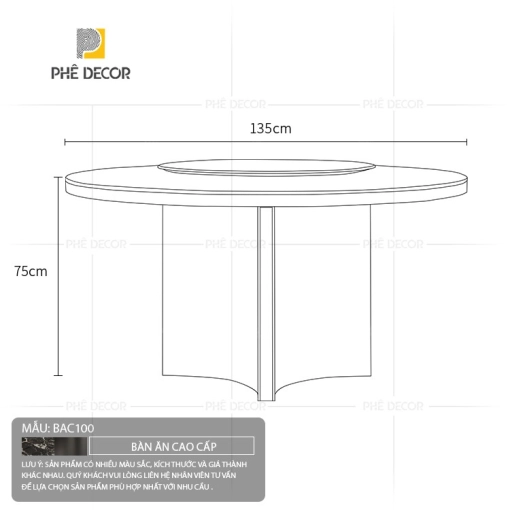 PHÊ DECOR
PHÊ DECOR PHÊ DECOR
135cm
PHÊ DECOR PHÊ DECOR PHÊ DECOR
75cm
PHÊ DECOR PHÊ DECOR
MẪU: BAC100
BÀN ĂN CAO CẤP
LƯU Ý: SẢN PHẨM CÓ NHIỀU MÀU SẮC, KÍCH THƯỚC VÀ GIÁ THÀNH
KHÁC NHAU. QUÝ KHÁCH VUI LÒNG LIÊN HỆ NHÂN VIÊN TƯ VẤN
ĐỂ LỰA CHỌN SẢN PHẨM PHÙ HỢP NHẤT VỚI NHU CẦU .